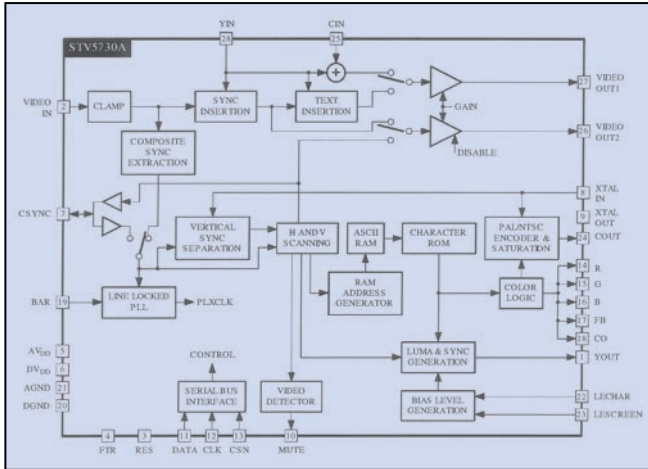 YIN
CIN
28
25
STV5730A
VIDEO
IN
2
CLAMP
SYNC
INSERTION
TEXT
INSERTION
+
27
VIDEO
OUT1
GAIN
26
VIDEO
OUT2
DISABLE
COMPOSITE
SYNC
EXTRACTION
CSYNC
7
VERTICAL
SYNC
SEPARATION
H AND V
SCANNING
ASCII
RAM
CHARACTER
ROM
RAM
ADDRESS
GENERATOR
PAL/NTSC
ENCODER &
SATURATION
COLOR
LOGIC
8
XTAL
IN
9
XTAL
OUT
24
COUT
14
R
15
G
16
B
17
FB
18
CO
1
YOUT
BAR
19
LINE LOCKED
PLL
PLXCLK
AVDD
5
DVDD
6
AGND
21
DGND
20
CONTROL
SERIAL BUS
INTERFACE
VIDEO
DETECTOR
LUMA & SYNC
GENERATION
BIAS LEVEL
GENERATION
22
LECHAR
23
LESCREEN
4
3
11
12
13
10
FTR
RES
DATA
CLK
CSN
MUTE